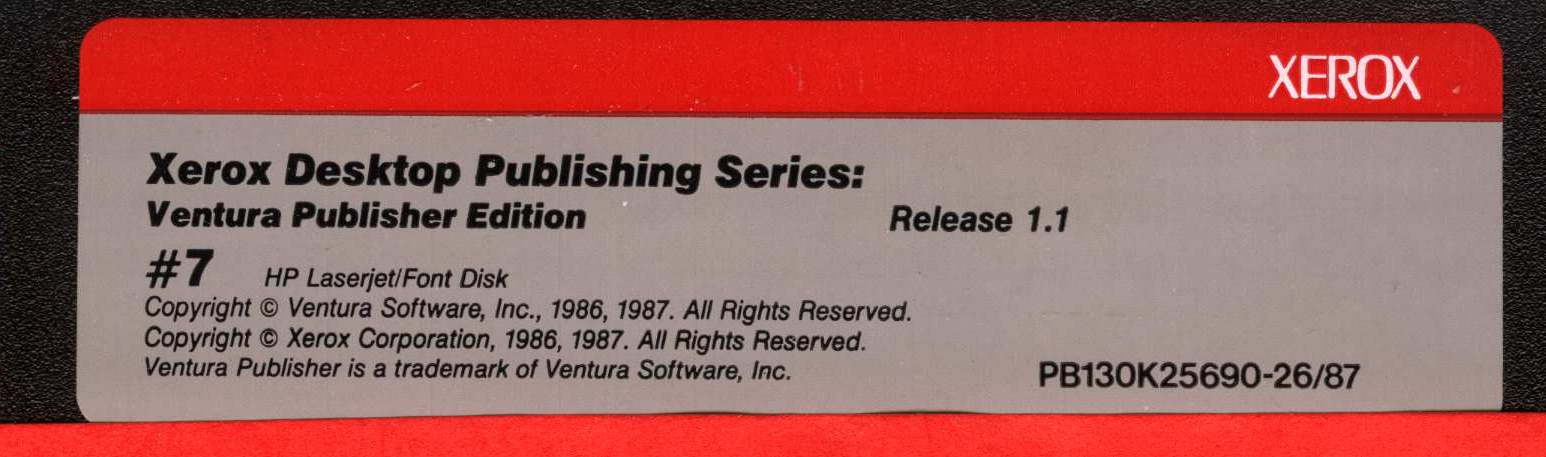 XEROX
Xerox Desktop Publishing Series:
Ventura Publisher Edition Release 1.1
#7 HP Laserjet/Font Disk
Copyright © Ventura Software, Inc., 1986, 1987. All Rights Reserved.
Copyright © Xerox Corporation, 1986, 1987. All Rights Reserved.
Ventura Publisher is a trademark of Ventura Software, Inc.
PB130K25690-26/87